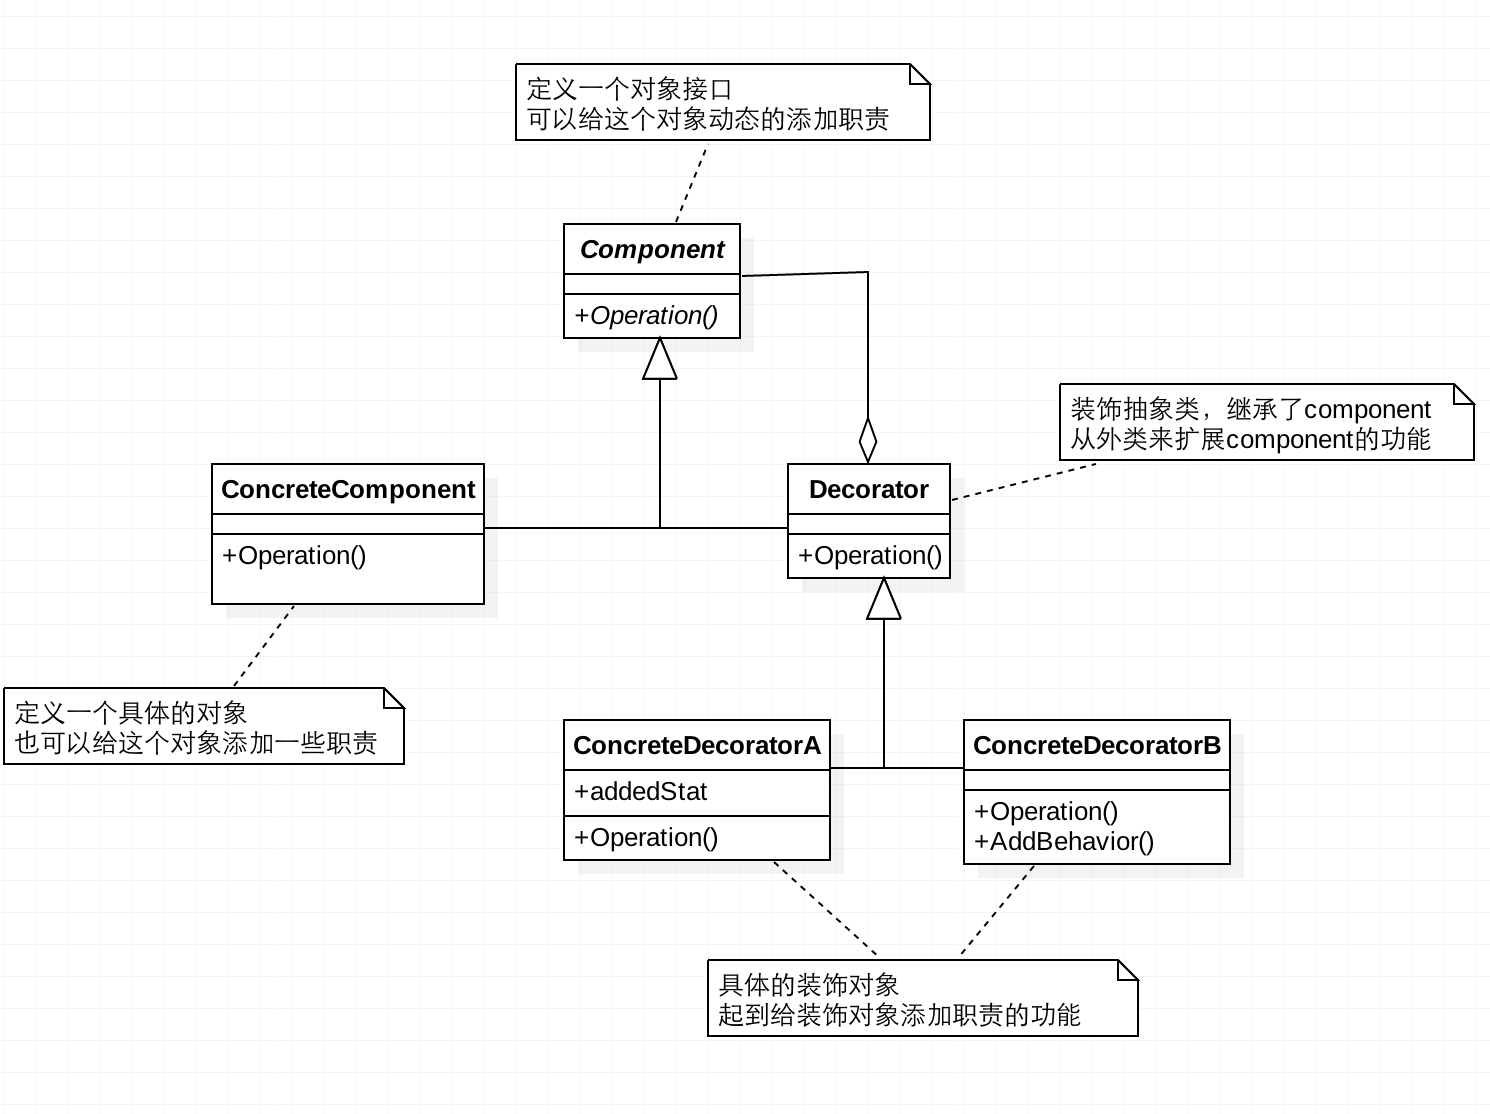 定义一个对象接口
可以给这个对象动态的添加职责
Component
+Operation()
装饰抽象类，继承了component
从外类来扩展component的功能
ConcreteComponent
+Operation()
Decorator
+Operation()
定义一个具体的对象
也可以给这个对象添加一些职责
ConcreteDecoratorA
+addedStat
+Operation()
ConcreteDecoratorB
+Operation()
+AddBehavior()
具体的装饰对象
起到给装饰对象添加职责的功能